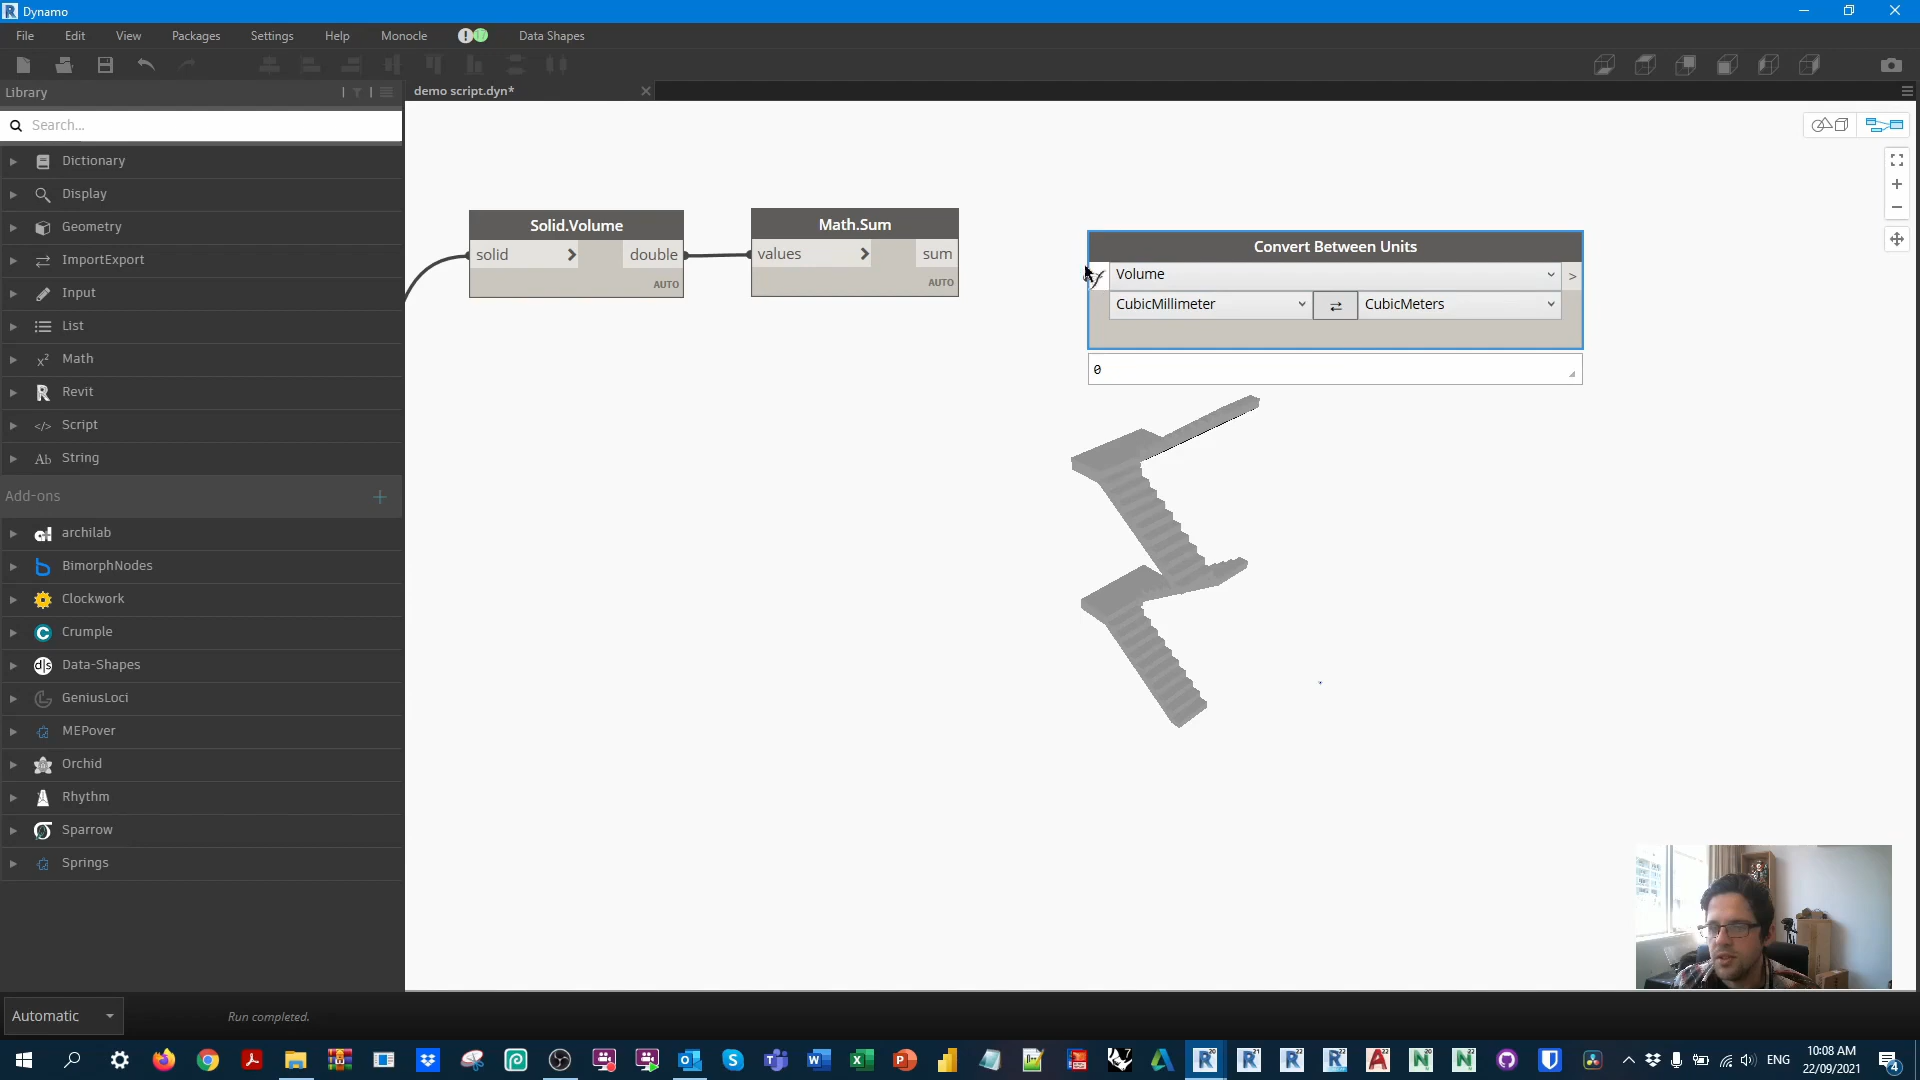 Dynamo
File Edit View Packages Settings Help Monocle Data Shapes
Library
demo script.dyn*
Search...
Dictionary
Display
Geometry
ImportExport
Input
List
Math
Revit
Script
String
Add-ons
archilab
BimorphNodes
Clockwork
Crumple
Data-Shapes
GeniusLoci
MEPover
Orchid
Rhythm
Sparrow
Springs
Solid.Volume
solid > double
AUTO
Math.Sum
values > sum
AUTO
Convert Between Units
Volume >
CubicMillimeter CubicMeters
0
Automatic
Run completed.
ENG
10:08 AM
22/09/2021
4